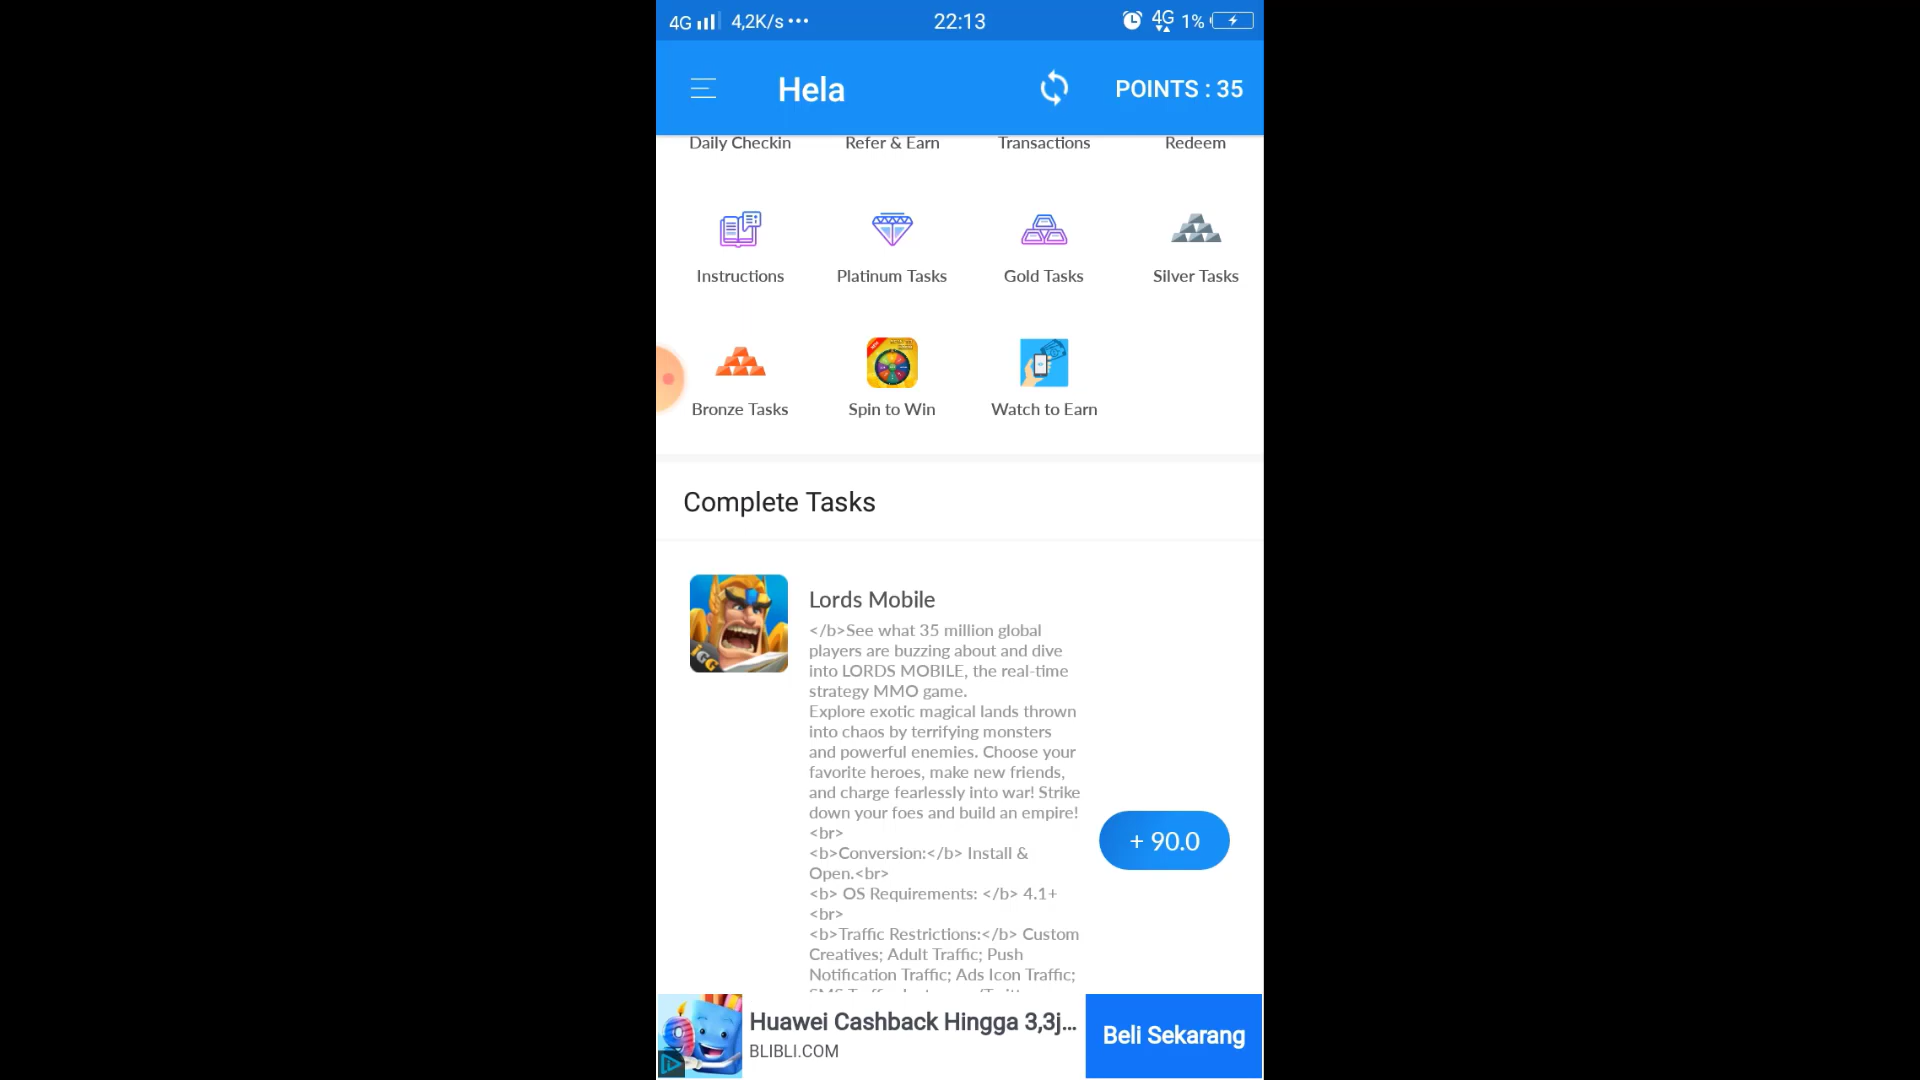 4G 4,2K/s ... 22:13 4G 1%
Hela POINTS : 35
Daily Checkin Refer & Earn Transactions Redeem
Instructions Platinum Tasks Gold Tasks Silver Tasks
Bronze Tasks Spin to Win Watch to Earn
Complete Tasks
IGG
Lords Mobile
</b>See what 35 million global
players are buzzing about and dive
into LORDS MOBILE, the real-time
strategy MMO game.
Explore exotic magical lands thrown
into chaos by terrifying monsters
and powerful enemies. Choose your
favorite heroes, make new friends,
and charge fearlessly into war! Strike
down your foes and build an empire!
<br>
+ 90.0
<b>Conversion:</b> Install &
Open.<br>
<b> OS Requirements: </b> 4.1+
<br>
<b>Traffic Restrictions:</b> Custom
Creatives; Adult Traffic; Push
Notification Traffic; Ads Icon Traffic;
Huawei Cashback Hingga 3,3j...
BLIBLI.COM
Beli Sekarang